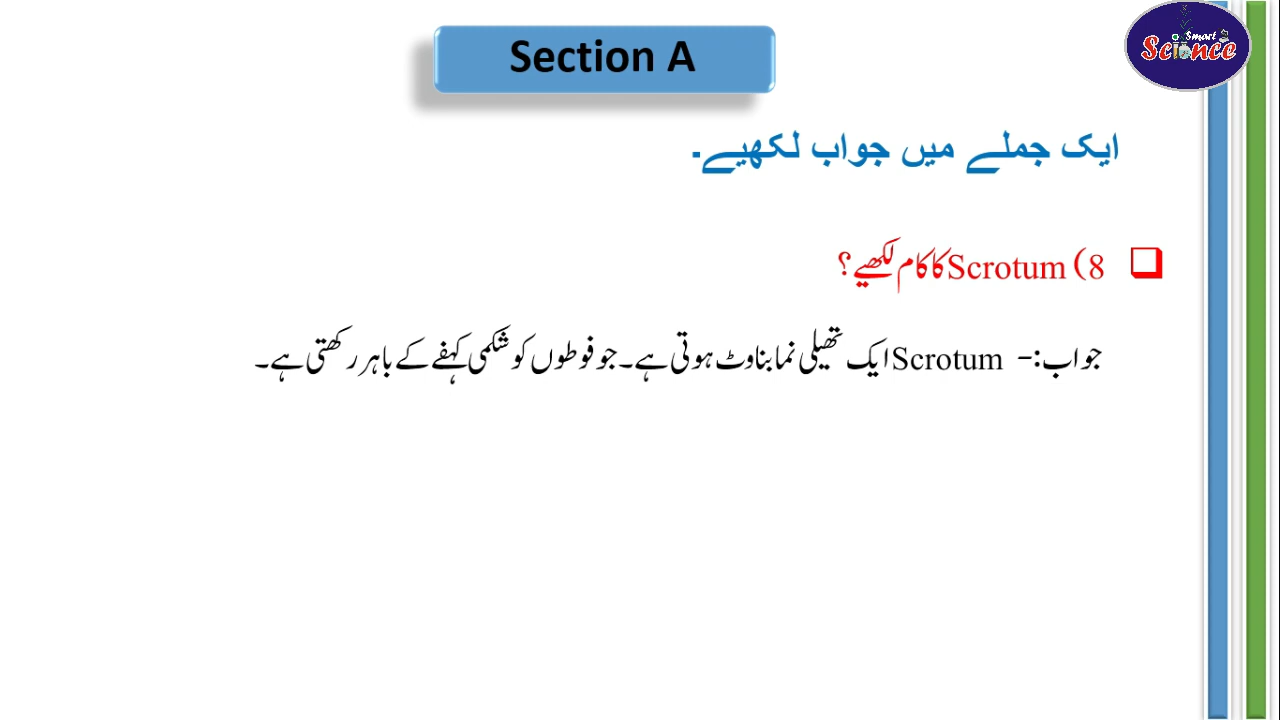 Section A
Smart
Science
ایک جملے میں جواب لکھیے۔
8) Scrotum کا کام لکھیے؟
جواب:- Scrotum ایک تھیلی نما بناوٹ ہوتی ہے۔ جو فوطوں کو شکمی کہفے کے باہر رکھتی ہے۔